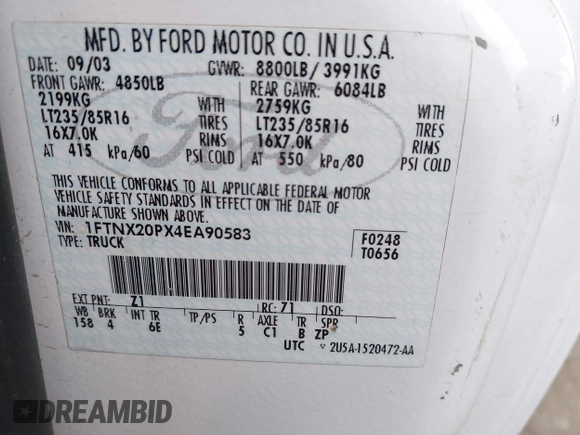 MFD. BY FORD MOTOR CO. IN U.S.A.
DATE: 09/03 GVWR: 8800LB/ 3991KG
FRONT GAWR: 4850LB REAR GAWR: 6084LB
2199KG WITH 2759KG WITH
LT235/85R16 TIRES LT235/85R16 TIRES
16X7.0K RIMS 16X7.0K RIMS
AT 415 kPa/60 PSI COLD AT 550 kPa/80 PSI COLD
Ford
THIS VEHICLE CONFORMS TO ALL APPLICABLE FEDERAL MOTOR
VEHICLE SAFETY STANDARDS IN EFFECT ON THE DATE OF
MANUFACTURE SHOWN ABOVE.
VIN: 1FTNX20PX4EA90583
TYPE: TRUCK
F0248
T0656
EXT PNT: Z1 RC: 71 DSO:
WB BRK INT TR TP/PS R AXLE TR SPR
158 4 6E 5 C1 B ZP
UTC 2U5A-1520472-AA
DREAMBID